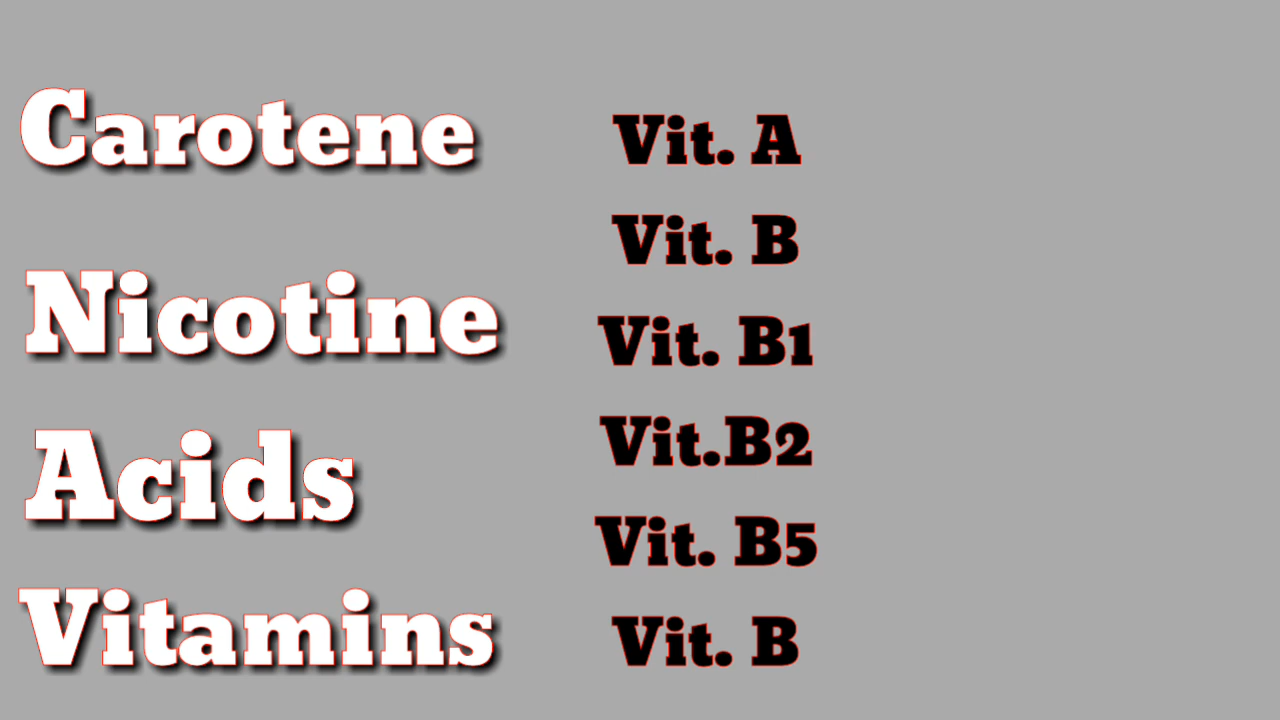 Carotene
Nicotine
Acids
Vitamins
Vit. A
Vit. B
Vit. B1
Vit.B2
Vit. B5
Vit. B